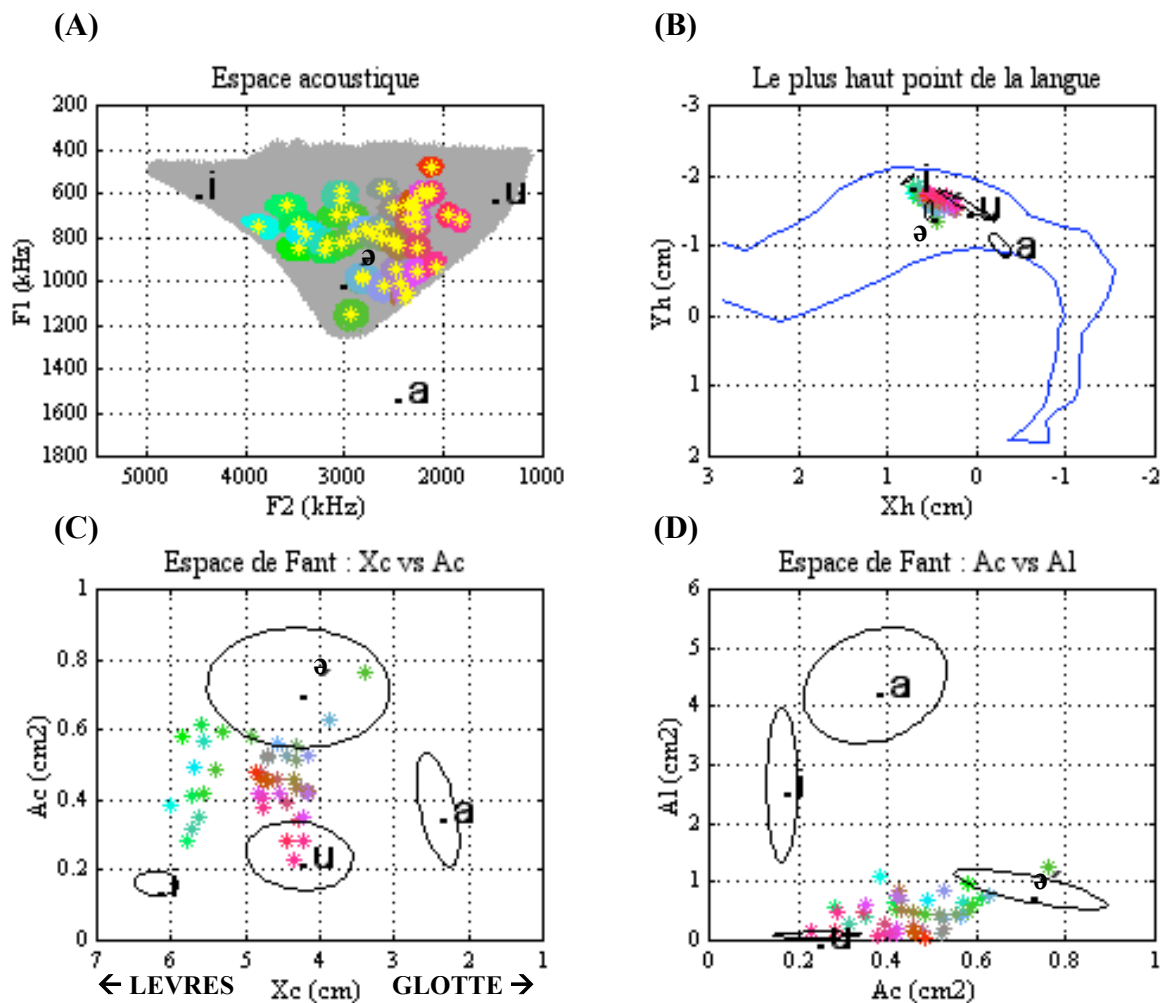 (A)
Espace acoustique
200
400
600
800
1000
1200
1400
1600
1800
F1 (kHz)
.i
.u
ə
.
.a
5000 4000 3000 2000 1000
F2 (kHz)
(B)
Le plus haut point de la langue
-3
-2
-1
0
1
2
Yh (cm)
.i
.u
ə
a
3 2 1 0 -1 -2
Xh (cm)
(C)
Espace de Fant : Xc vs Ac
1
0.8
0.6
0.4
0.2
0
Ac (cm2)
ə
.
.a
.u
.i
7 6 5 4 3 2 1
← LEVRES Xc (cm) GLOTTE →
(D)
Espace de Fant : Ac vs Al
6
5
4
3
2
1
0
Al (cm2)
.a
.i
ə
.
.u
0 0.2 0.4 0.6 0.8 1
Ac (cm2)